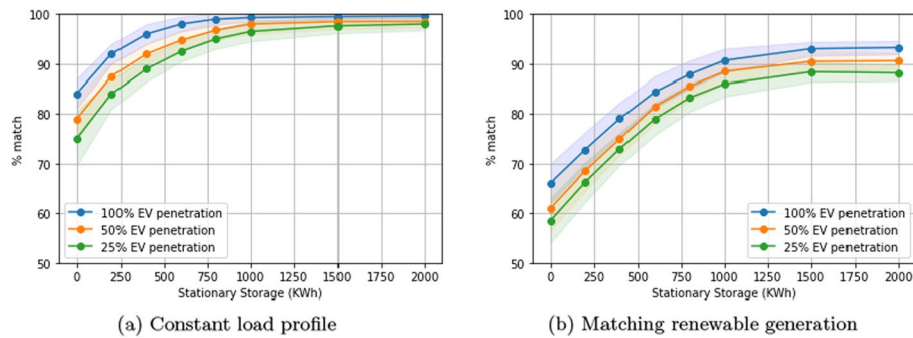 100
90
80
70
60
50
% match
0 250 500 750 1000 1250 1500 1750 2000
Stationary Storage (KWh)
100% EV penetration
50% EV penetration
25% EV penetration
(a) Constant load profile
100
90
80
70
60
50
% match
0 250 500 750 1000 1250 1500 1750 2000
Stationary Storage (KWh)
100% EV penetration
50% EV penetration
25% EV penetration
(b) Matching renewable generation